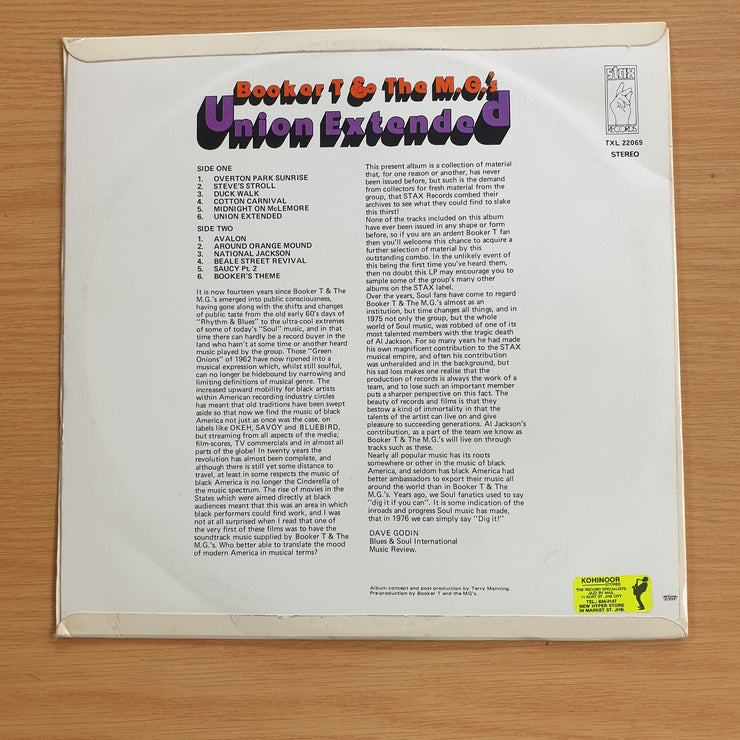 Booker T & The M.G.'s
Union Extended
stax
RECORDS
TXL 22069
STEREO
SIDE ONE
1. OVERTON PARK SUNRISE
2. STEVE'S STROLL
3. DUCK WALK
4. COTTON CARNIVAL
5. MIDNIGHT ON McLEMORE
6. UNION EXTENDED
SIDE TWO
1. AVALON
2. AROUND ORANGE MOUND
3. NATIONAL JACKSON
4. BEALE STREET REVIVAL
5. SAUCY Pt. 2
6. BOOKER'S THEME
It is now fourteen years since Booker T & The
M.G.'s emerged into public consciousness,
having gone along with the shifts and changes
of public taste from the old early 60's days of
"Rhythm & Blues" to the ultra-cool extremes
of some of today's "Soul" music, and in that
time there can hardly be a record buyer in the
land who hasn't at some time or another heard
music played by the group. Those "Green
Onions" of 1962 have now ripened into a
musical expression which, whilst still soulful,
can no longer be hidebound by narrowing and
limiting definitions of musical genre. The
increased upward mobility for black artists
within American recording industry circles
has meant that old traditions have been swept
aside so that now we find the music of black
America not just as once was the case, on
labels like OKEH, SAVOY and BLUEBIRD,
but streaming from all aspects of the media;
film-scores, TV commercials and in almost all
parts of the globe! In twenty years the
revolution has almost been complete, and
although there is still yet some distance to
travel, at least in some respects the music of
black America is no longer the Cinderella of
the music spectrum. The rise of movies in the
States which were aimed directly at black
audiences meant that this was an area in which
black performers could find work, and I was
not at all surprised when I read that one of
the very first of these films was to have the
soundtrack music supplied by Booker T & The
M.G.'s. Who better able to translate the mood
of modern America in musical terms?
This present album is a collection of material
that, for one reason or another, has never
been issued before, but such is the demand
from collectors for fresh material from the
group, that STAX Records combed their
archives to see what they could find to slake
this thirst!
None of the tracks included on this album
have ever been issued in any shape or form
before, so if you are an ardent Booker T fan
then you'll welcome this chance to acquire a
further selection of material by this
outstanding combo. In the unlikely event of
this being the first time you've heard them,
then no doubt this LP may encourage you to
sample some of the group's many other
albums on the STAX label.
Over the years, Soul fans have come to regard
Booker T & The M.G.'s almost as an
institution, but time changes all things, and in
1975 not only the group, but the whole
world of Soul music, was robbed of one of its
most talented members with the tragic death
of Al Jackson. For so many years he had made
his own magnificent contribution to the STAX
musical empire, and often his contribution
was unheralded and in the background, but
his sad loss makes one realise that the
production of records is always the work of a
team, and to lose such an important member
puts a sharper perspective on this fact. The
beauty of records and films is that they
bestow a kind of immortality in that the
talents of the artist can live on and give
pleasure to succeeding generations. Al Jackson's
contribution, as a part of the team we know as
Booker T & The M.G.'s will live on through
tracks such as these.
Nearly all popular music has its roots
somewhere or other in the music of black
America, and seldom has black America had
better ambassadors to export their music all
around the world than in Booker T & The
M.G.'s. Years ago, we Soul fanatics used to say
"dig it if you can". It is some indication of the
inroads and progress Soul music has made,
that in 1976 we can simply say "Dig it!"
DAVE GODIN
Blues & Soul International
Music Review.
Album concept and post production by Terry Manning.
Pre-production by Booker T and the MG's.
KOHINOOR
STORES
THE RECORD SPECIALISTS
JAZZ BY MAIL
71 KORT ST. JHB CITY
TEL.: 834-2147
NEW HYPER STORE
54 MARKET ST. JHB.